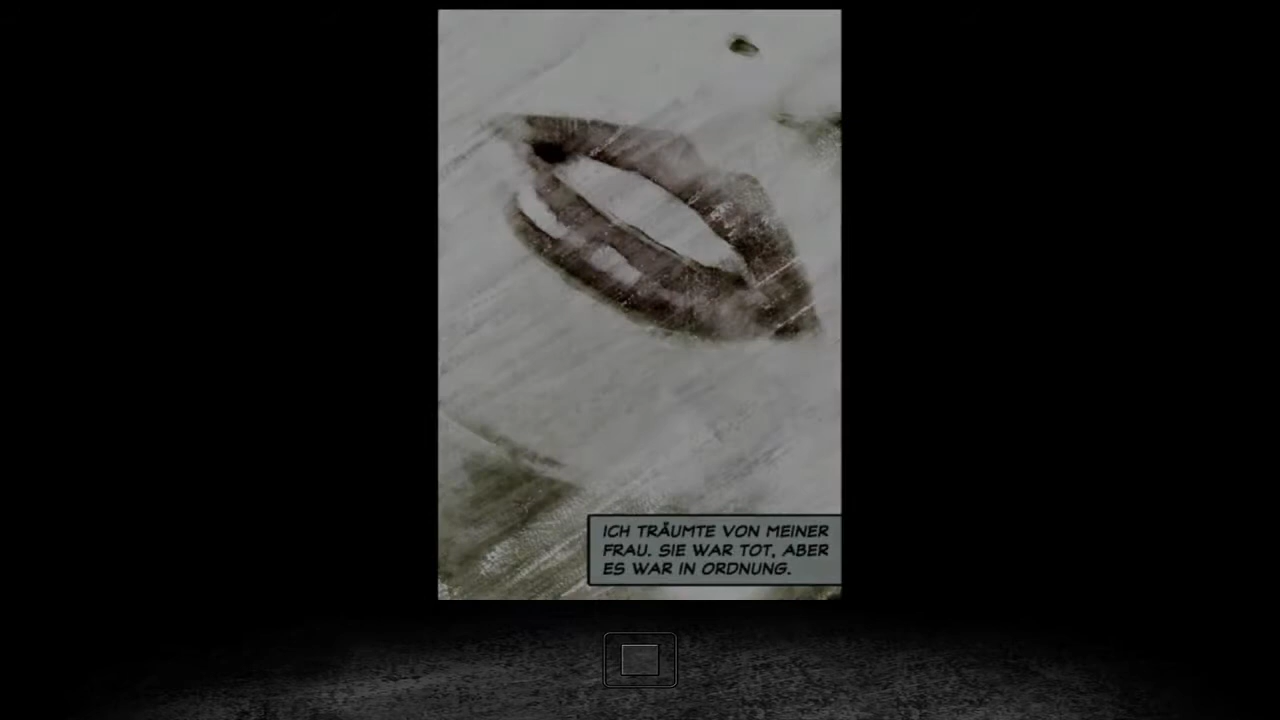 ICH TRÄUMTE VON MEINER
FRAU. SIE WAR TOT, ABER
ES WAR IN ORDNUNG.